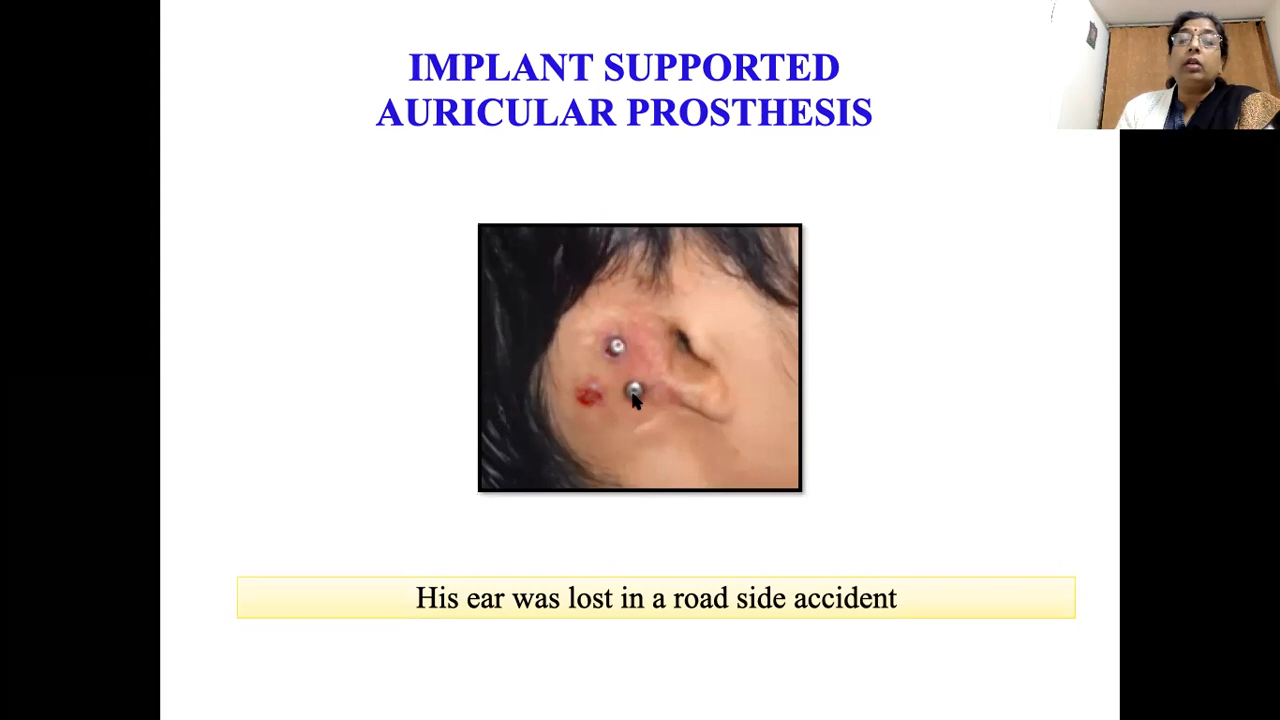 IMPLANT SUPPORTED
AURICULAR PROSTHESIS
His ear was lost in a road side accident